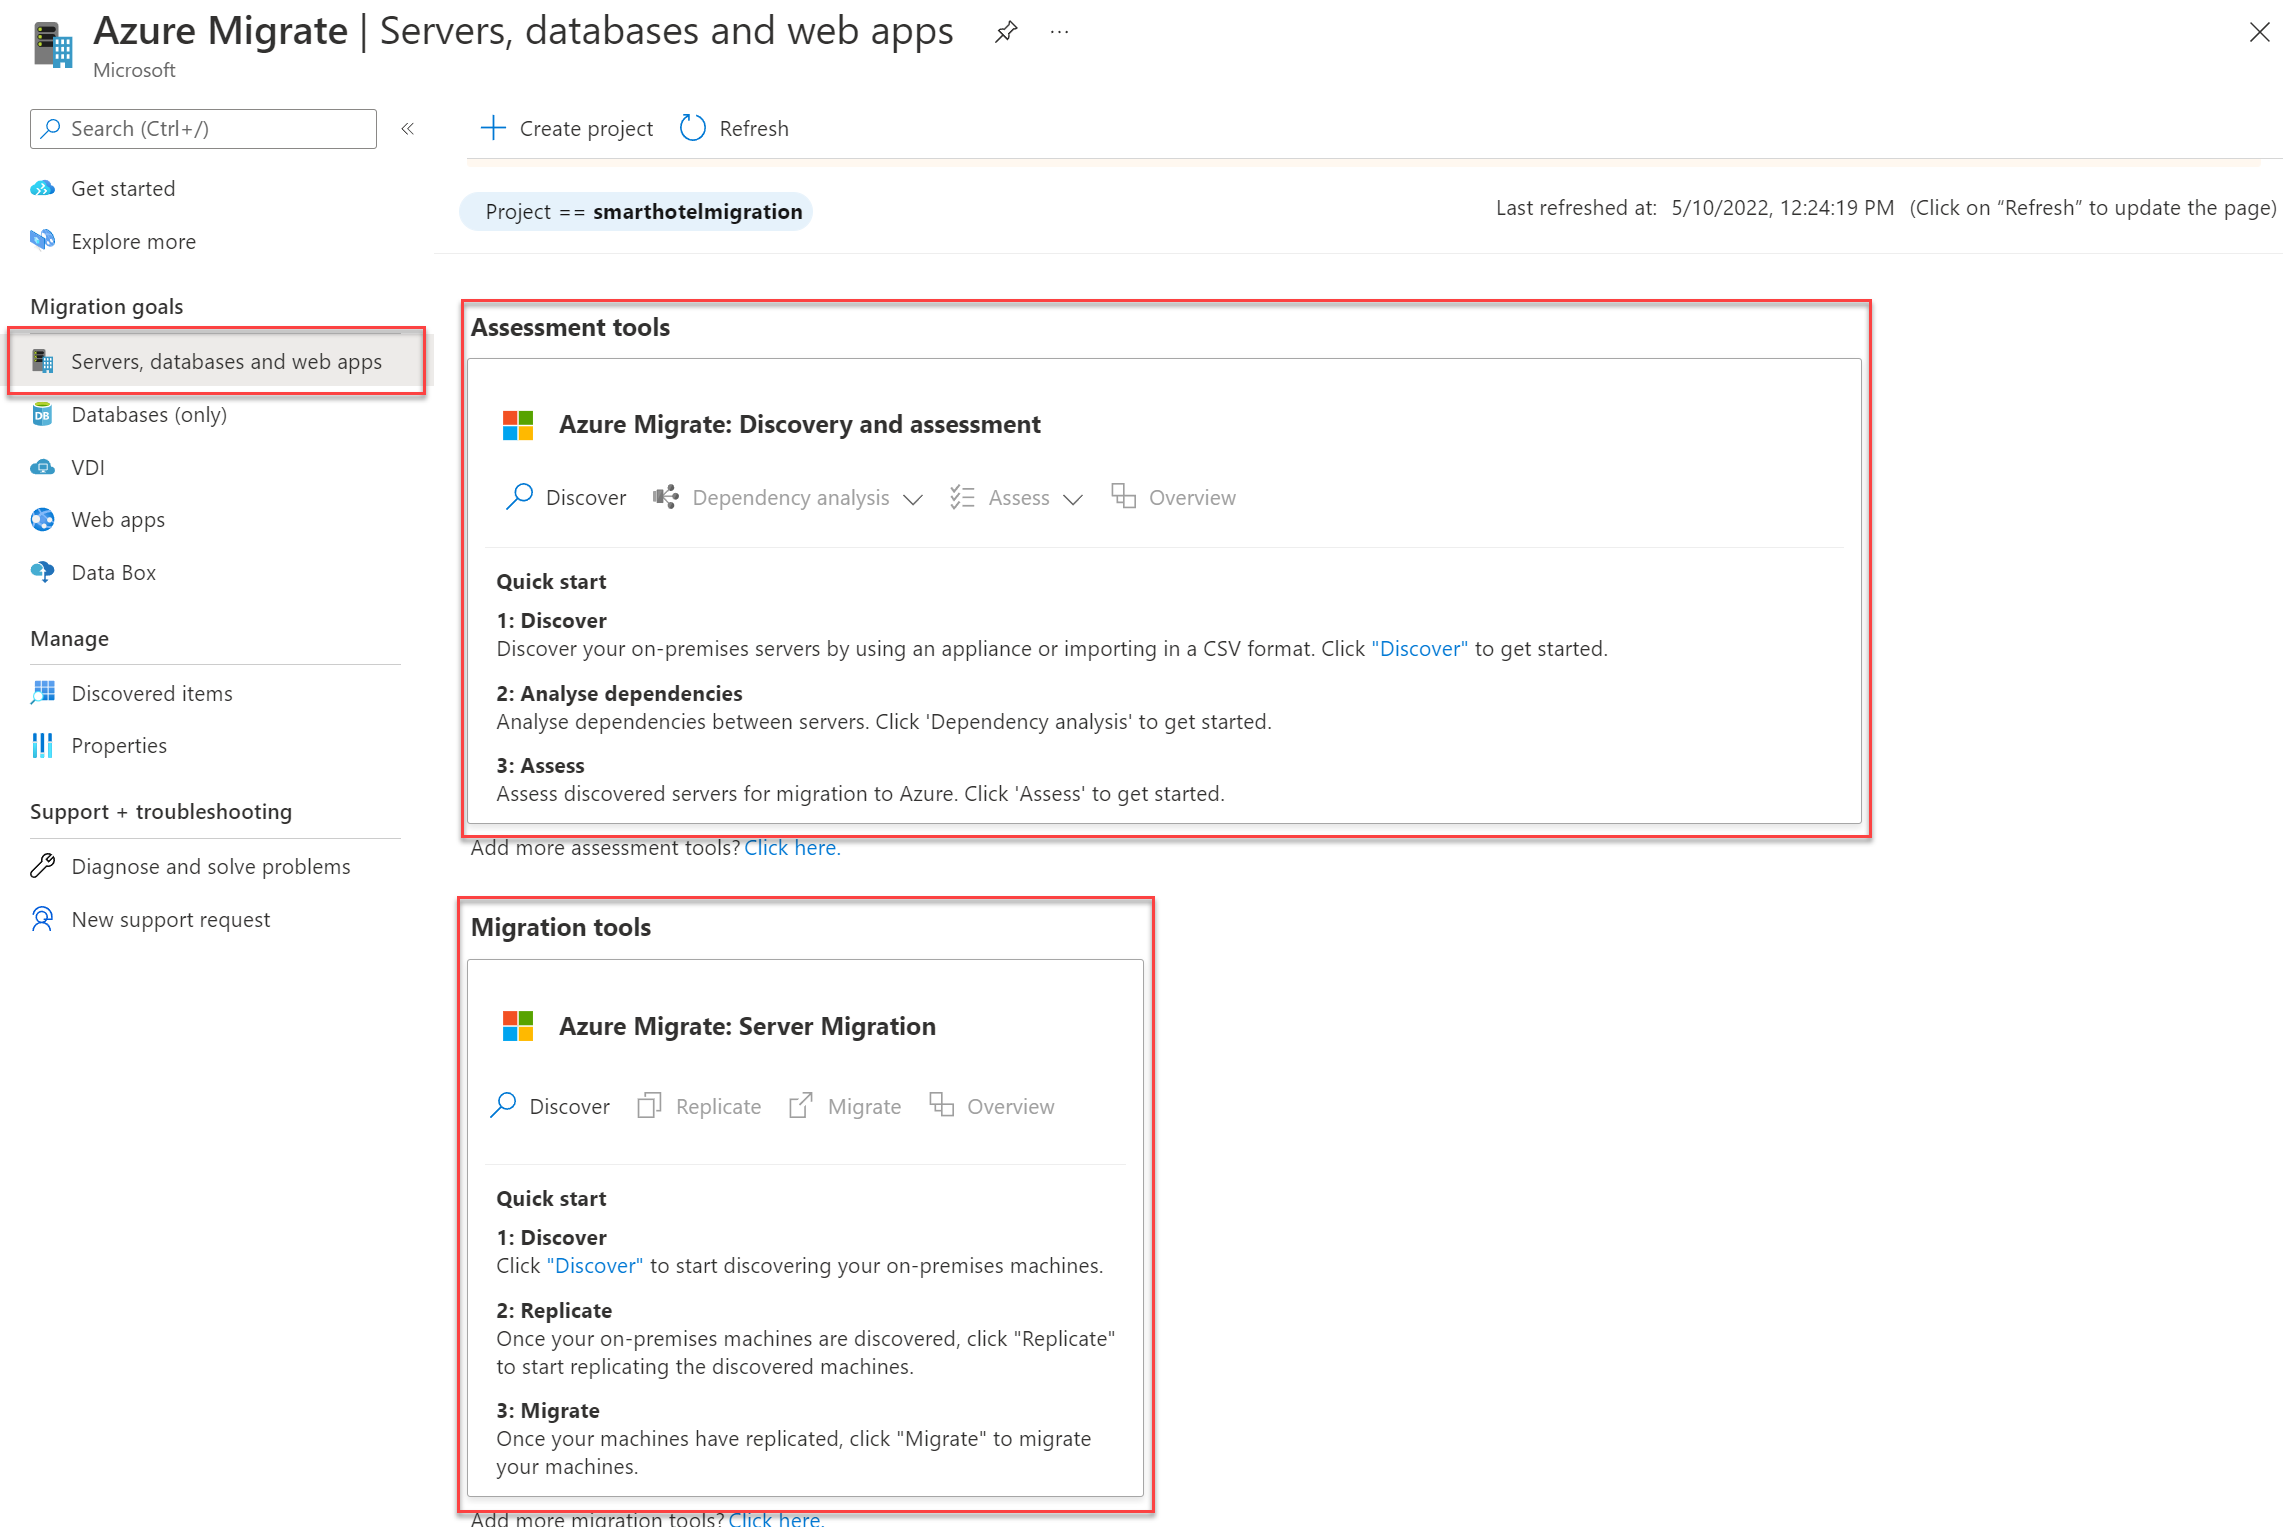 Azure Migrate | Servers, databases and web apps ...
Microsoft
Search (Ctrl+/)
Get started
Explore more
Migration goals
Servers, databases and web apps
DB Databases (only)
VDI
Web apps
Data Box
Manage
Discovered items
Properties
Support + troubleshooting
Diagnose and solve problems
New support request
Create project Refresh
Project == smarthotelmigration
Last refreshed at: 5/10/2022, 12:24:19 PM (Click on “Refresh” to update the page)
Assessment tools
Azure Migrate: Discovery and assessment
Discover Dependency analysis Assess Overview
Quick start
1: Discover
Discover your on-premises servers by using an appliance or importing in a CSV format. Click "Discover" to get started.
2: Analyse dependencies
Analyse dependencies between servers. Click 'Dependency analysis' to get started.
3: Assess
Assess discovered servers for migration to Azure. Click 'Assess' to get started.
Add more assessment tools? Click here.
Migration tools
Azure Migrate: Server Migration
Discover Replicate Migrate Overview
Quick start
1: Discover
Click "Discover" to start discovering your on-premises machines.
2: Replicate
Once your on-premises machines are discovered, click "Replicate"
to start replicating the discovered machines.
3: Migrate
Once your machines have replicated, click "Migrate" to migrate
your machines.
Add more migration tools? Click here.